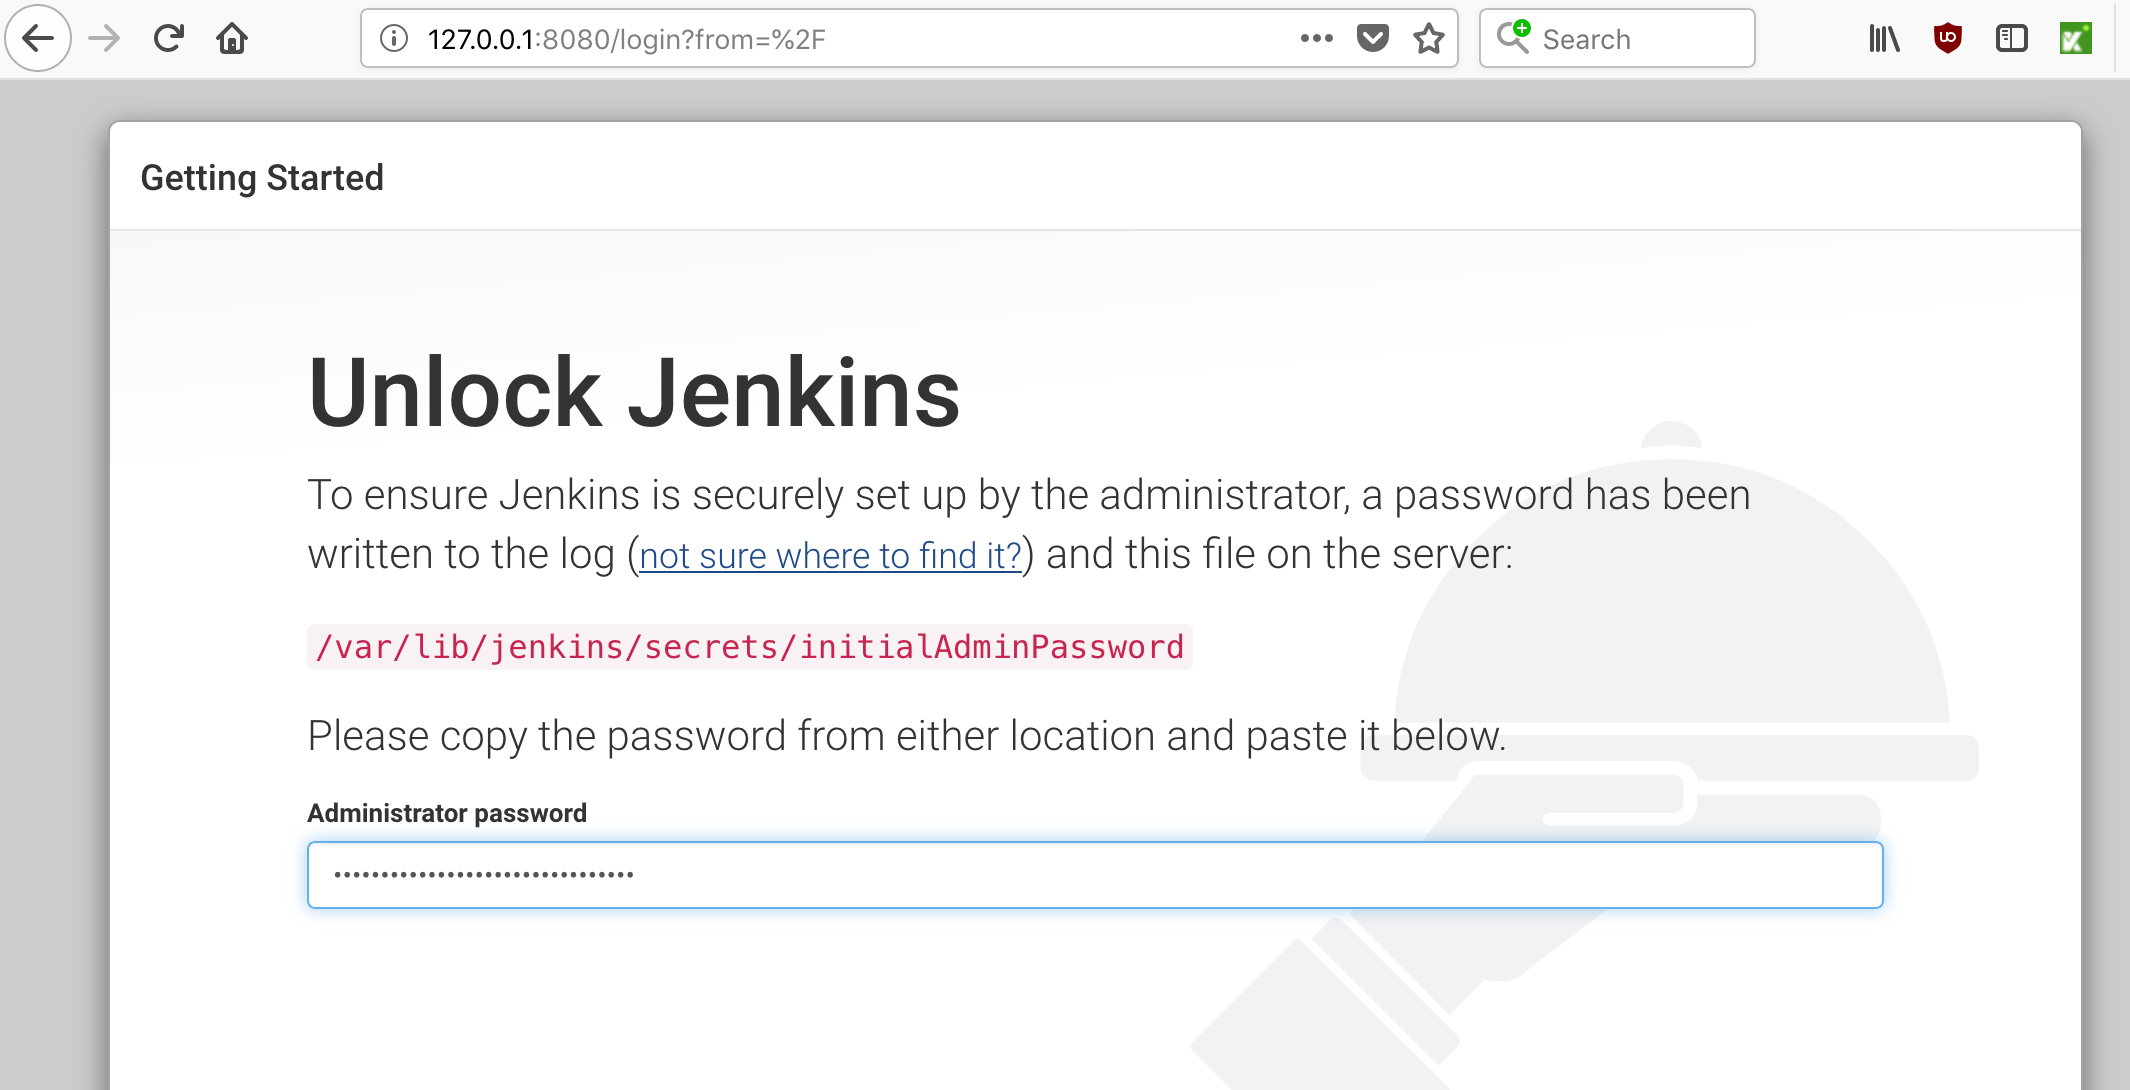 127.0.0.1:8080/login?from=%2F
Search
Getting Started
Unlock Jenkins
To ensure Jenkins is securely set up by the administrator, a password has been
written to the log (not sure where to find it?) and this file on the server:
/var/lib/jenkins/secrets/initialAdminPassword
Please copy the password from either location and paste it below.
Administrator password
••••••••••••••••••••••••••••••••